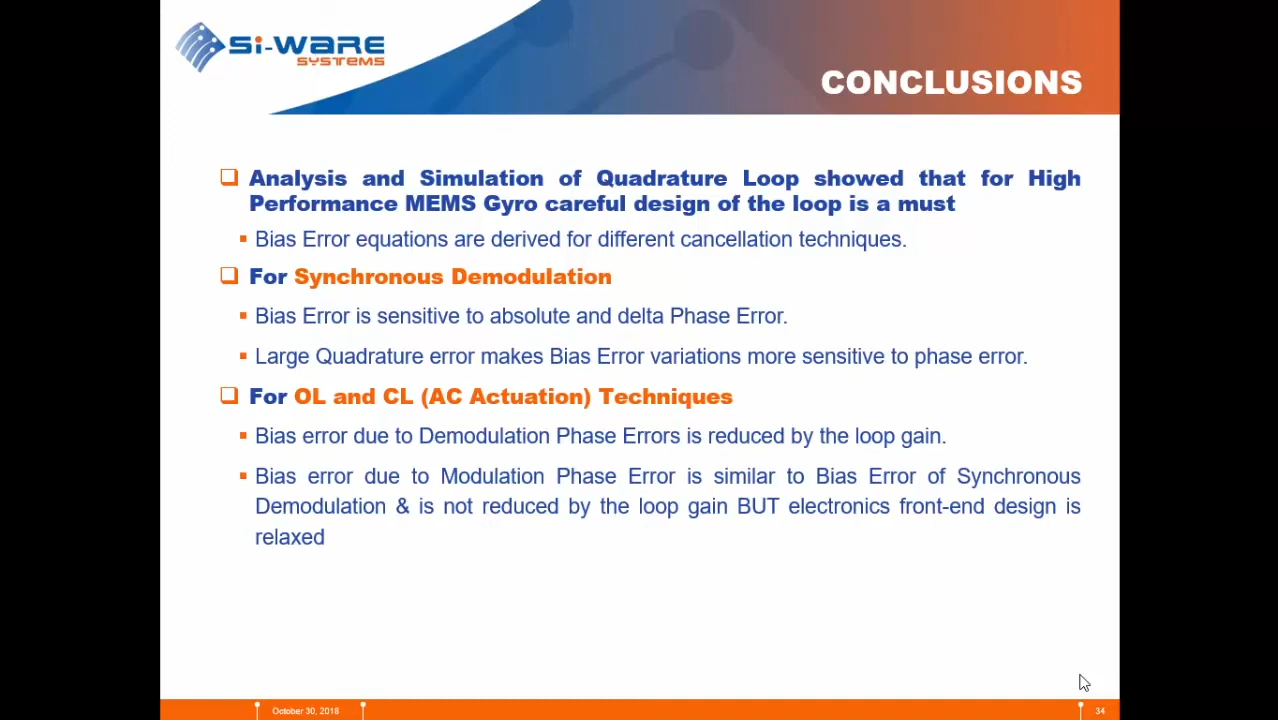 Si-WARE
SYSTEMS
CONCLUSIONS
Analysis and Simulation of Quadrature Loop showed that for High
Performance MEMS Gyro careful design of the loop is a must
Bias Error equations are derived for different cancellation techniques.
For Synchronous Demodulation
Bias Error is sensitive to absolute and delta Phase Error.
Large Quadrature error makes Bias Error variations more sensitive to phase error.
For OL and CL (AC Actuation) Techniques
Bias error due to Demodulation Phase Errors is reduced by the loop gain.
Bias error due to Modulation Phase Error is similar to Bias Error of Synchronous
Demodulation & is not reduced by the loop gain BUT electronics front-end design is
relaxed
October 30, 2018
34